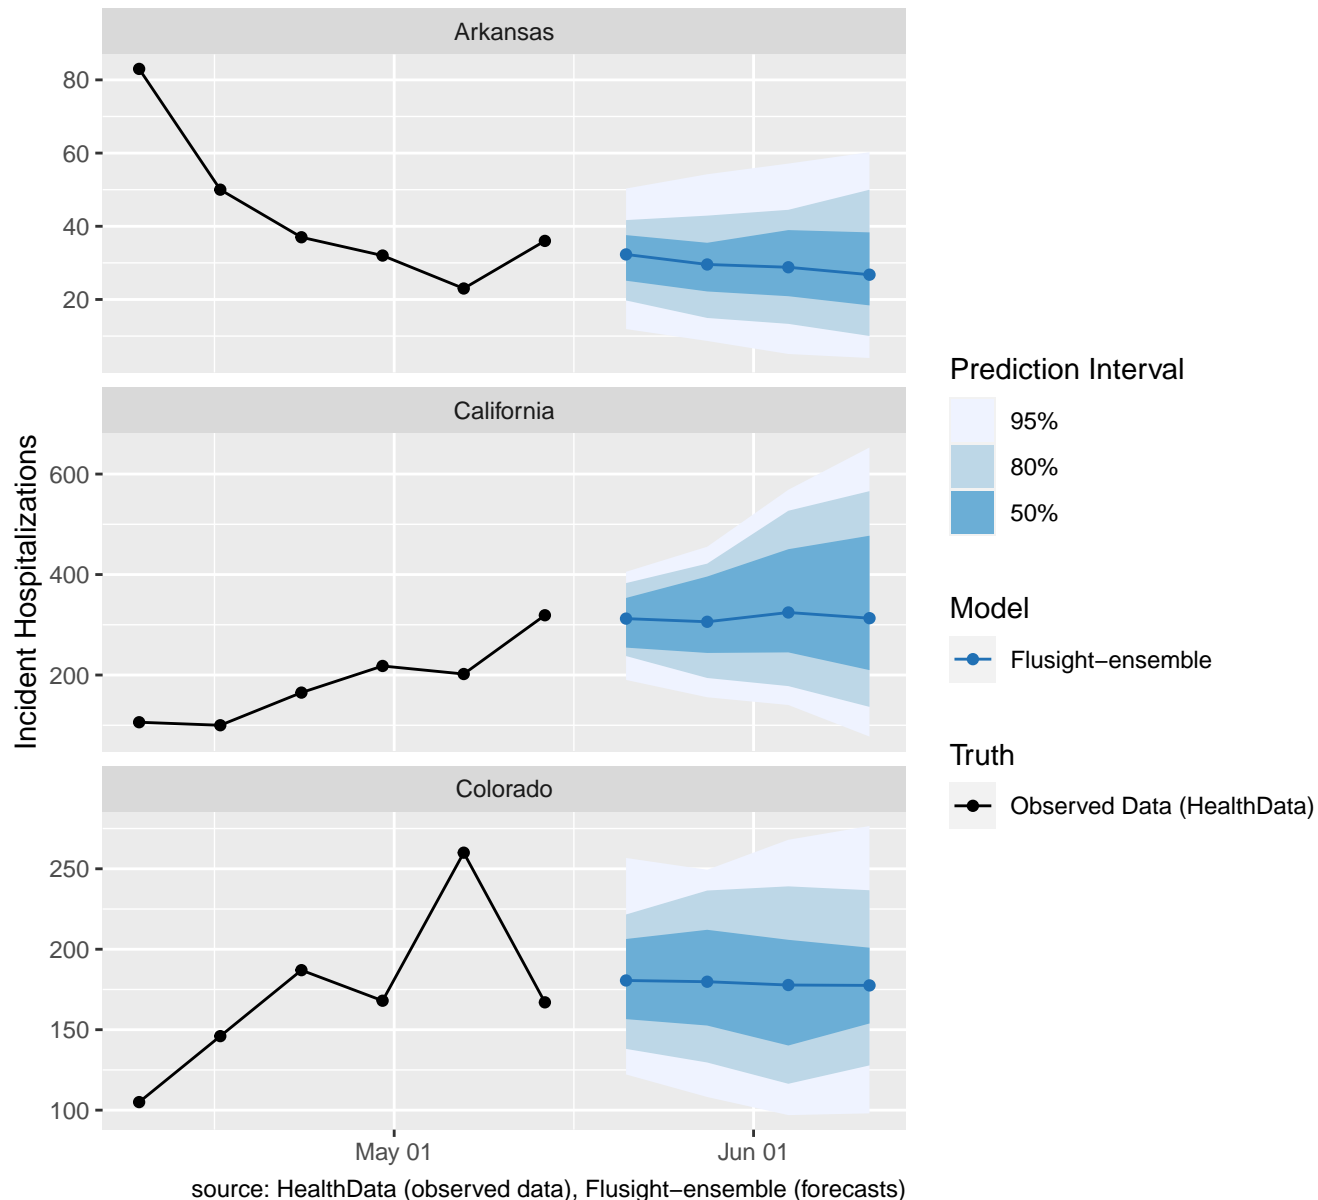 Arkansas
80
60
40
20
California
600
400
200
Colorado
250
200
150
100
May 01
Jun 01
Incident Hospitalizations
source: HealthData (observed data), Flusight−ensemble (forecasts)
Prediction Interval
95%
80%
50%
Model
Flusight−ensemble
Truth
Observed Data (HealthData)